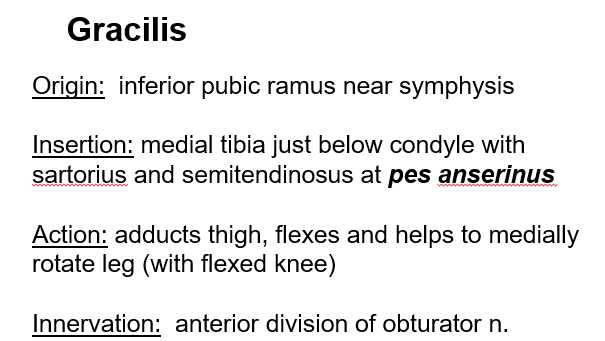 Gracilis
Origin:  inferior pubic ramus near symphysis
Insertion: medial tibia just below condyle with
sartorius and semitendinosus at pes anserinus
Action: adducts thigh, flexes and helps to medially
rotate leg (with flexed knee)
Innervation:  anterior division of obturator n.